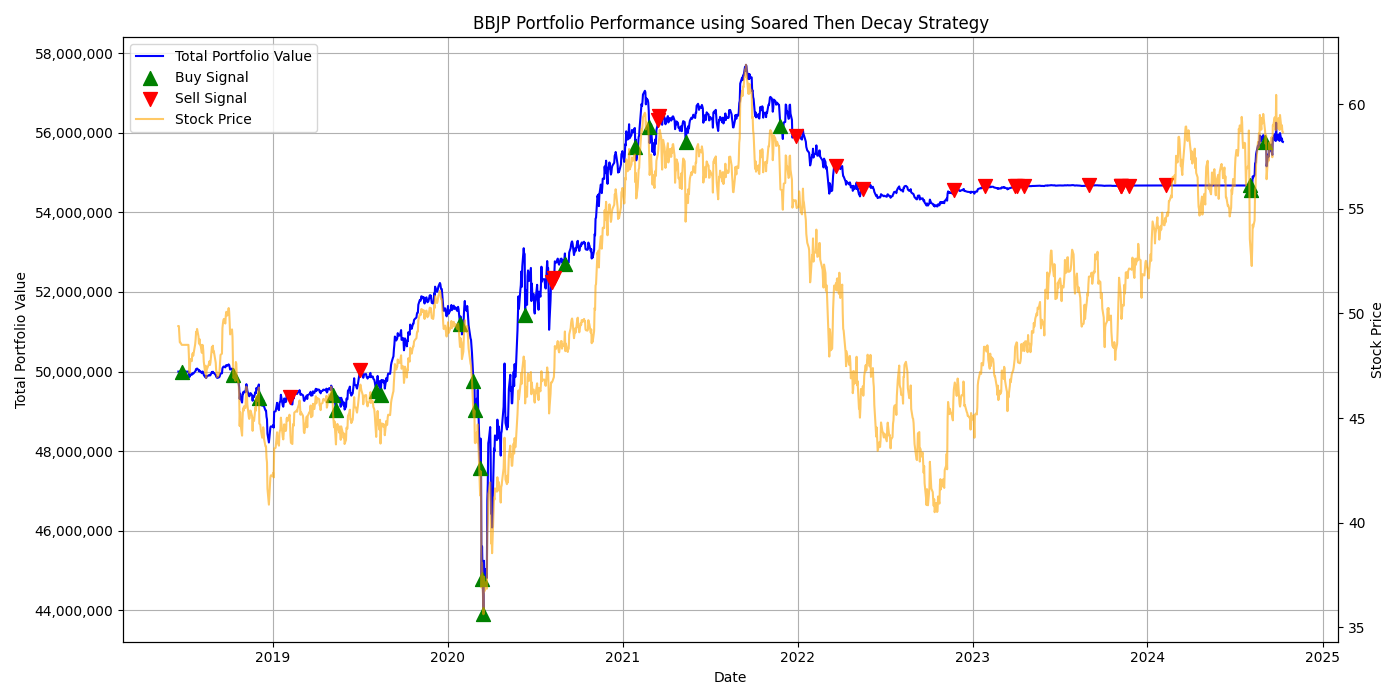 BBJP Portfolio Performance using Soared Then Decay Strategy
Total Portfolio Value
Buy Signal
Sell Signal
Stock Price
58,000,000
56,000,000
54,000,000
52,000,000
50,000,000
48,000,000
46,000,000
44,000,000
Total Portfolio Value
60
55
50
45
40
35
Stock Price
2019
2020
2021
2022
2023
2024
2025
Date